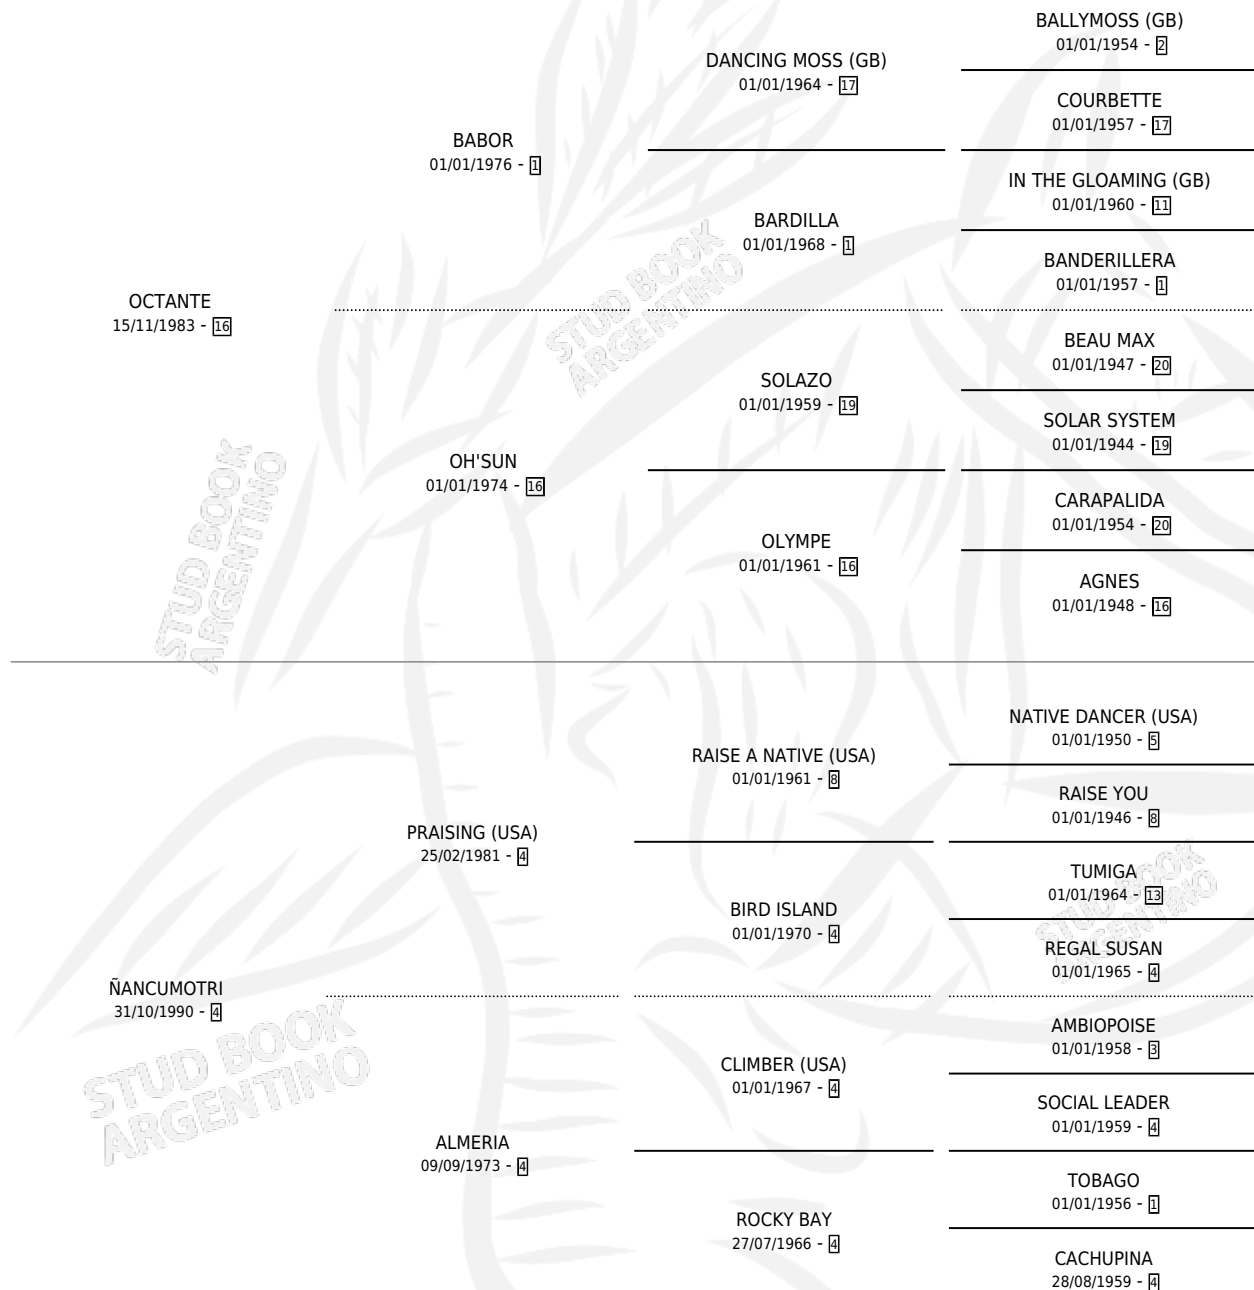 BALLYMOSS (GB)
01/01/1954 - 2
DANCING MOSS (GB)
01/01/1964 - 17
COURBETTE
01/01/1957 - 17
BABOR
01/01/1976 - 1
IN THE GLOAMING (GB)
01/01/1960 - 11
BARDILLA
01/01/1968 - 1
BANDERILLERA
01/01/1957 - 1
OCTANTE
15/11/1983 - 16
BEAU MAX
01/01/1947 - 20
SOLAZO
01/01/1959 - 19
SOLAR SYSTEM
01/01/1944 - 19
OH'SUN
01/01/1974 - 16
CARAPALIDA
01/01/1954 - 20
OLYMPE
01/01/1961 - 16
AGNES
01/01/1948 - 16
NATIVE DANCER (USA)
01/01/1950 - 5
RAISE A NATIVE (USA)
01/01/1961 - 8
RAISE YOU
01/01/1946 - 8
PRAISING (USA)
25/02/1981 - 4
TUMIGA
01/01/1964 - 13
BIRD ISLAND
01/01/1970 - 4
REGAL SUSAN
01/01/1965 - 4
ÑANCUMOTRI
31/10/1990 - 4
AMBIOPOISE
01/01/1958 - 3
CLIMBER (USA)
01/01/1967 - 4
SOCIAL LEADER
01/01/1959 - 4
ALMERIA
09/09/1973 - 4
TOBAGO
01/01/1956 - 1
ROCKY BAY
27/07/1966 - 4
CACHUPINA
28/08/1959 - 4
STUD BOOK
ARGENTINO
STUD BOOK
ARGENTINO
STUD BOOK
ARGENTINO
STUD BOOK
ARGENTINO